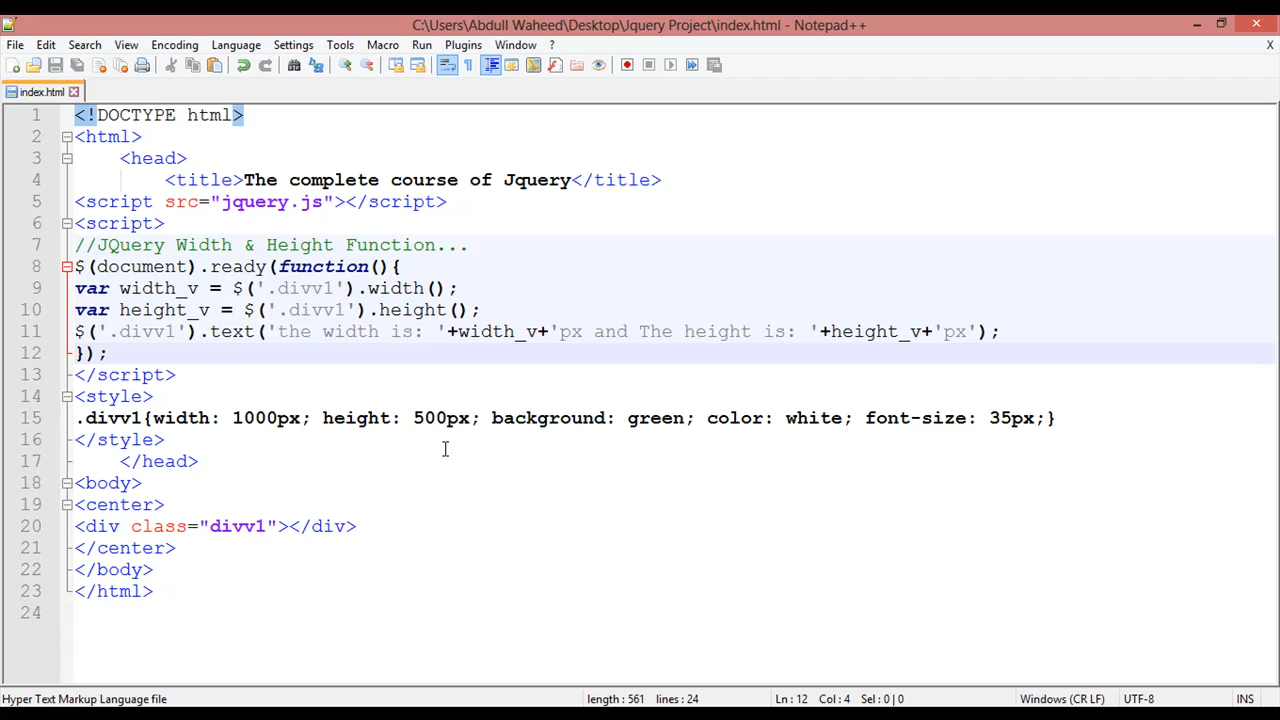 C:\Users\Abdull Waheed\Desktop\Jquery Project\index.html - Notepad++
File Edit Search View Encoding Language Settings Tools Macro Run Plugins Window ? X
index.html
1 <!DOCTYPE html>
2 <html>
3 <head>
4 <title>The complete course of Jquery</title>
5 <script src="jquery.js"></script>
6 <script>
7 //JQuery Width & Height Function...
8 $(document).ready(function(){
9 var width_v = $('.divv1').width();
10 var height_v = $('.divv1').height();
11 $('.divv1').text('the width is: '+width_v+'px and The height is: '+height_v+'px');
12 });
13 </script>
14 <style>
15 .divv1{width: 1000px; height: 500px; background: green; color: white; font-size: 35px;}
16 </style>
17 </head>
18 <body>
19 <center>
20 <div class="divv1"></div>
21 </center>
22 </body>
23 </html>
24
Hyper Text Markup Language file length : 561 lines : 24 Ln : 12 Col : 4 Sel : 0 | 0 Windows (CR LF) UTF-8 INS